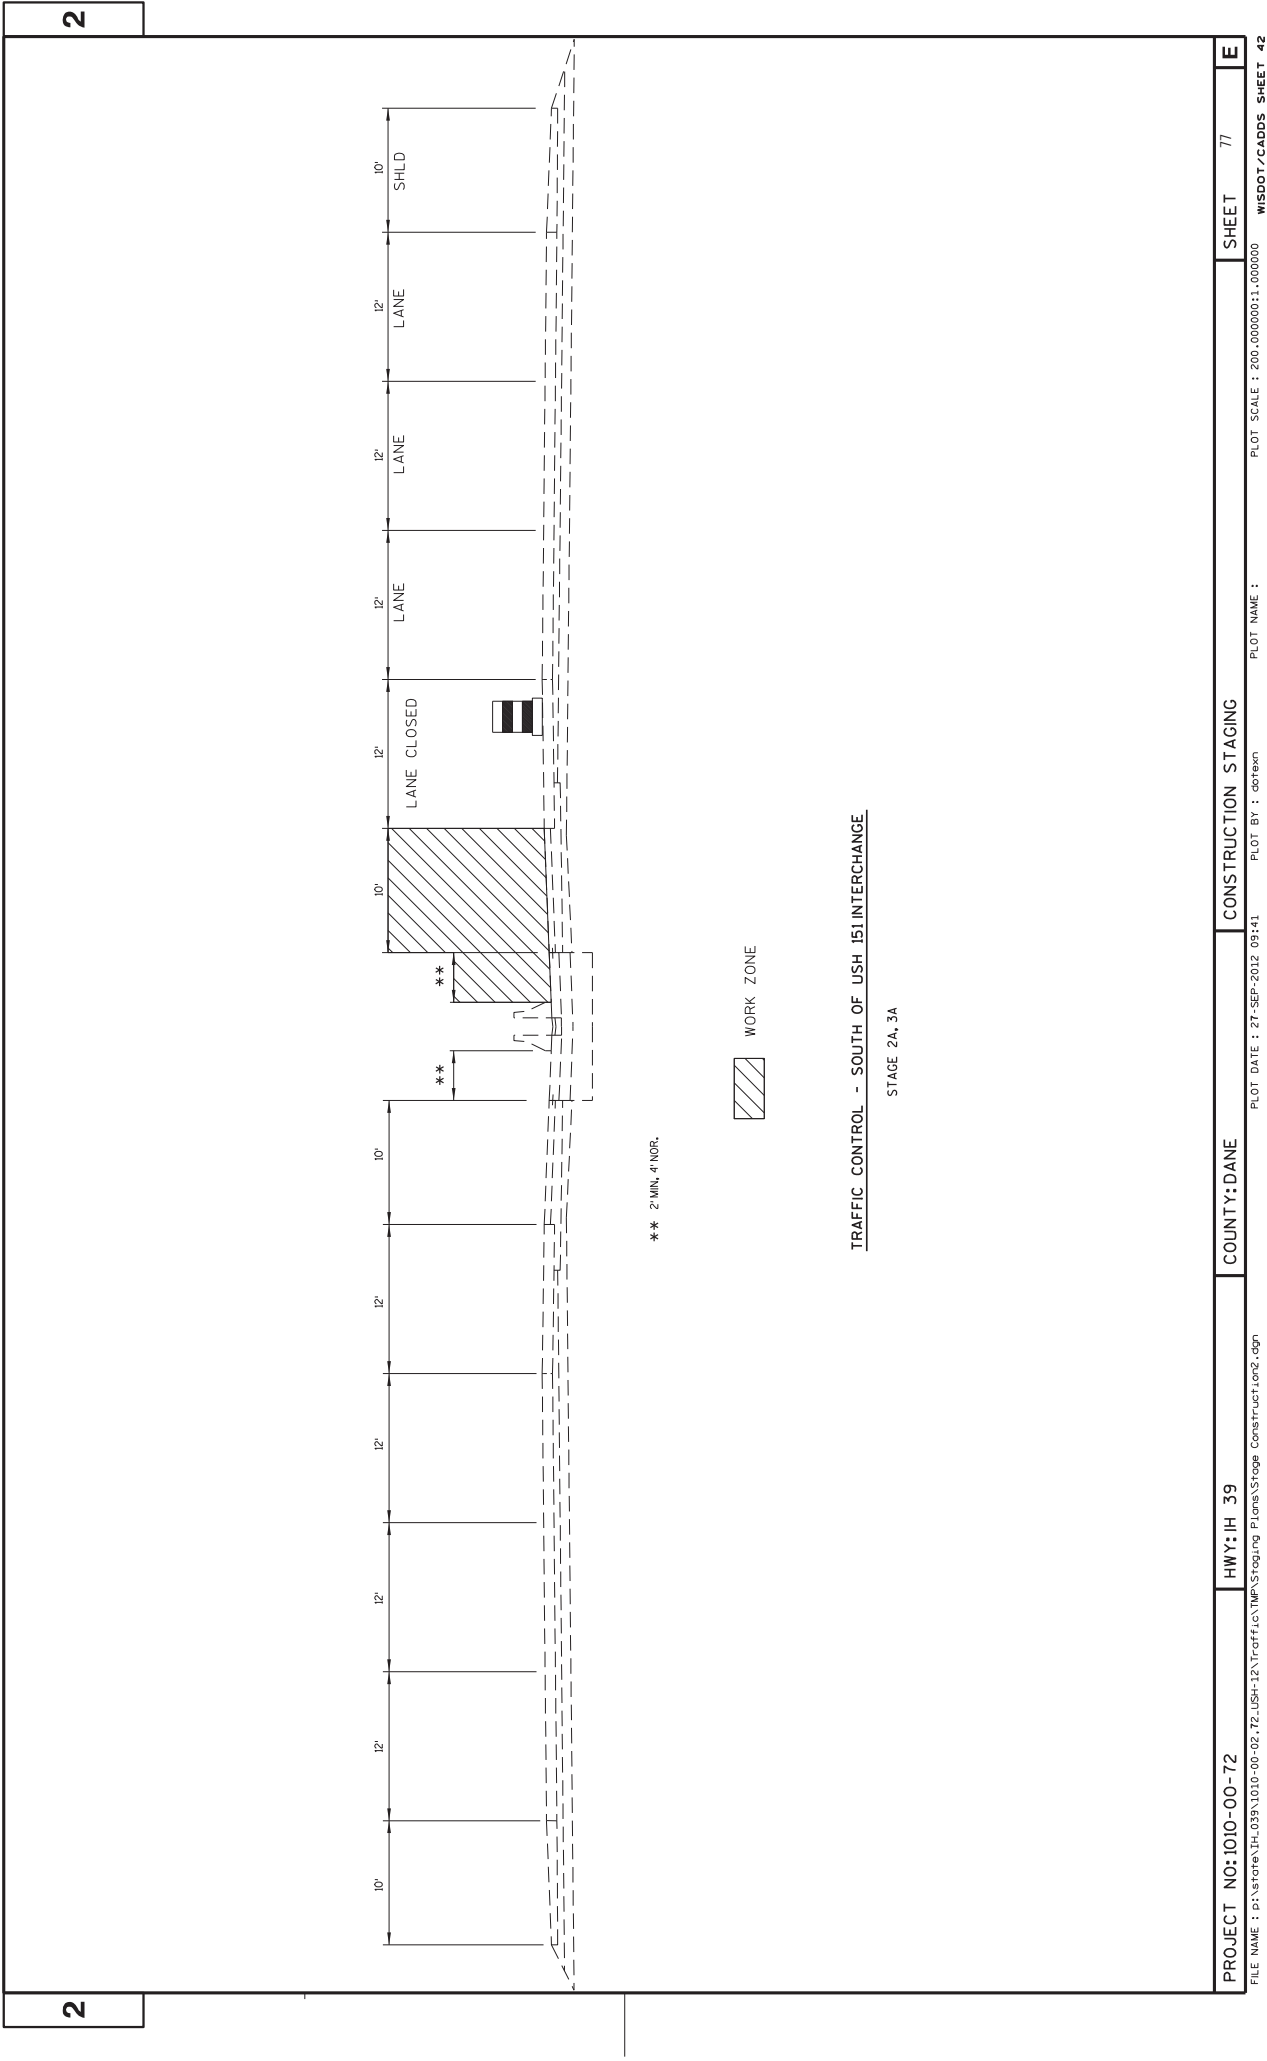 2
2
10'
12'
12'
12'
12'
10'
**
**
10'
12'
12'
12'
12'
10'
LANE CLOSED
LANE
LANE
LANE
SHLD
** 2' MIN, 4' NOR.
WORK ZONE
TRAFFIC CONTROL - SOUTH OF USH 151 INTERCHANGE
STAGE 2A, 3A
PROJECT NO:1010-00-72
HWY:IH 39
COUNTY:DANE
CONSTRUCTION STAGING
SHEET 77
E
FILE NAME : p:\state\IH_039\1010-00-02,72_USH-12\Traffic\TMP\Staging Plans\Stage Construction2.dgn
PLOT DATE : 27-SEP-2012 09:41
PLOT BY : dotexn
PLOT NAME :
PLOT SCALE : 200.000000:1.000000
WISDOT/CADDS SHEET 42